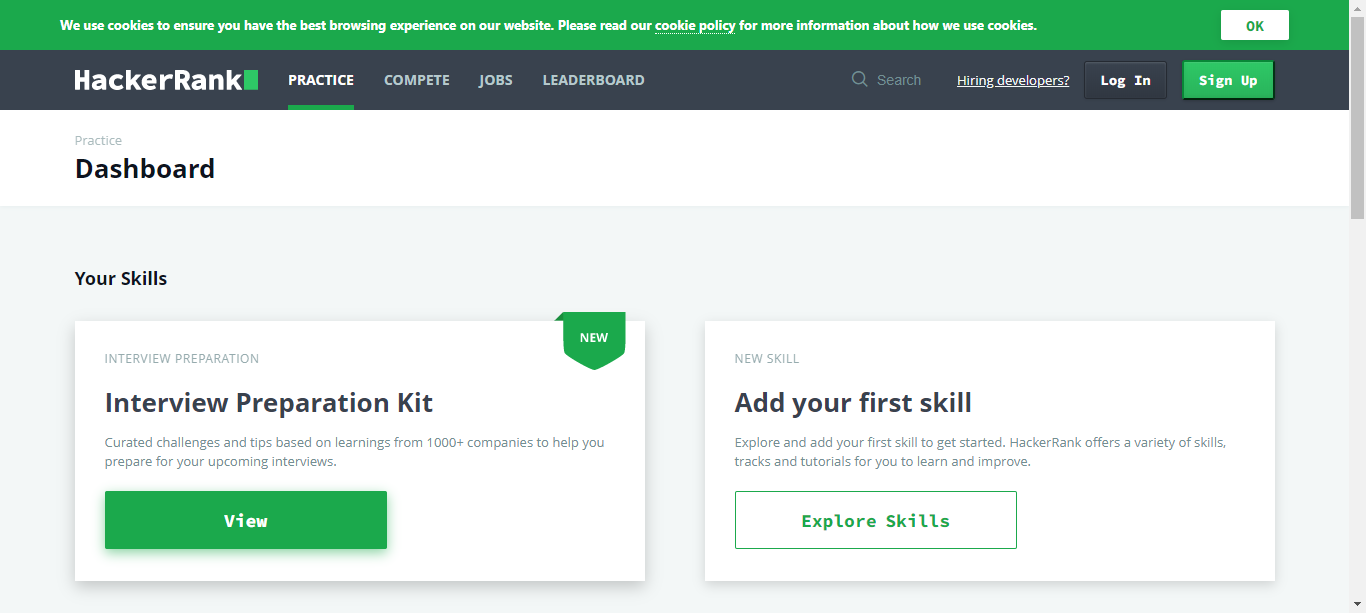 We use cookies to ensure you have the best browsing experience on our website. Please read our cookie policy for more information about how we use cookies.
OK
HackerRank
PRACTICE
COMPETE
JOBS
LEADERBOARD
Search
Hiring developers?
Log In
Sign Up
Practice
Dashboard
Your Skills
NEW
INTERVIEW PREPARATION
Interview Preparation Kit
Curated challenges and tips based on learnings from 1000+ companies to help you
prepare for your upcoming interviews.
View
NEW SKILL
Add your first skill
Explore and add your first skill to get started. HackerRank offers a variety of skills,
tracks and tutorials for you to learn and improve.
Explore Skills